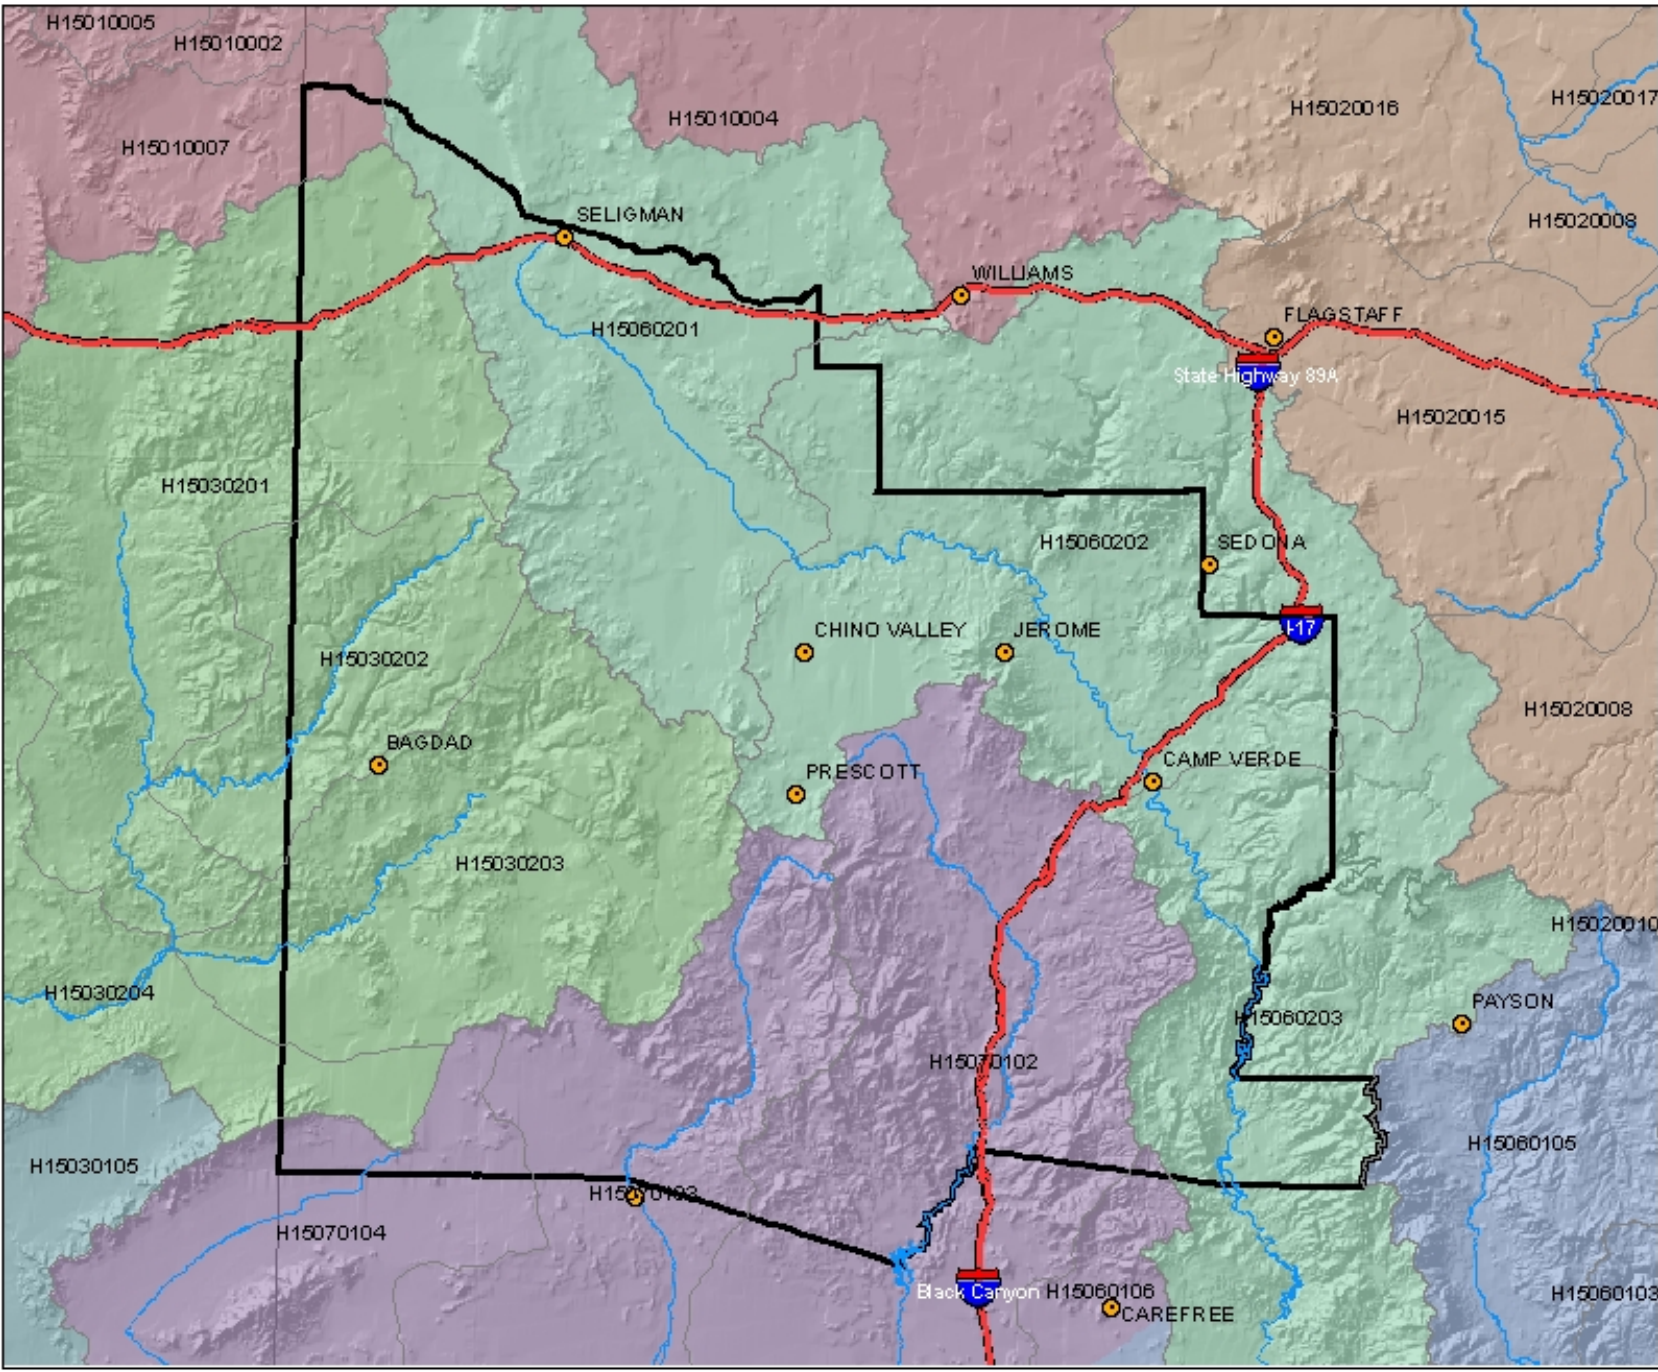 H15010005
H15010002
H15020017
H15020016
H15010004
H15010007
SELIGMAN
H15020008
WILLIAMS
FLAGSTAFF
H15060201
State Highway 89A
H15020015
H15030201
H15060202
SEDONA
CHINO VALLEY
JEROME
I-17
H15030202
H15020008
BAGDAD
PRESCOTT
CAMP VERDE
H15030203
H15020010
H15030204
PAYSON
H15060203
H15070102
H15060105
H15030105
H15070103
H15070104
Black Canyon
H15060106
H15060103
CAREFREE